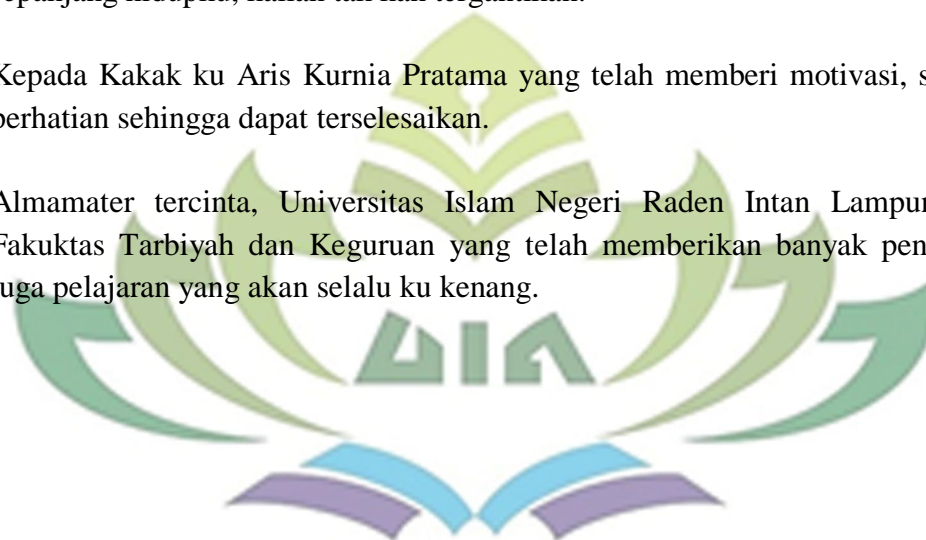 Kepada Kakak ku Aris Kurnia Pratama yang telah memberi motivasi,
perhatian sehingga dapat terselesaikan.
Almamater tercinta, Universitas Islam Negeri Raden Intan
Fakuktas Tarbiyah dan Keguruan yang telah memberikan banyak
juga pelajaran yang akan selalu ku kenang.
UIN